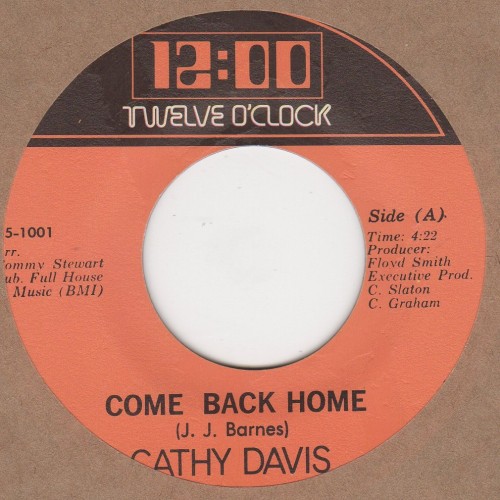 12:00
TWELVE O'CLOCK
5-1001
rr.
ommy Stewart
ub. Full House
Music (BMI)
Side (A)
Time: 4:22
Producer:
Floyd Smith
Executive Prod.
C. Slaton
C. Graham
COME BACK HOME
(J. J. Barnes)
CATHY DAVIS